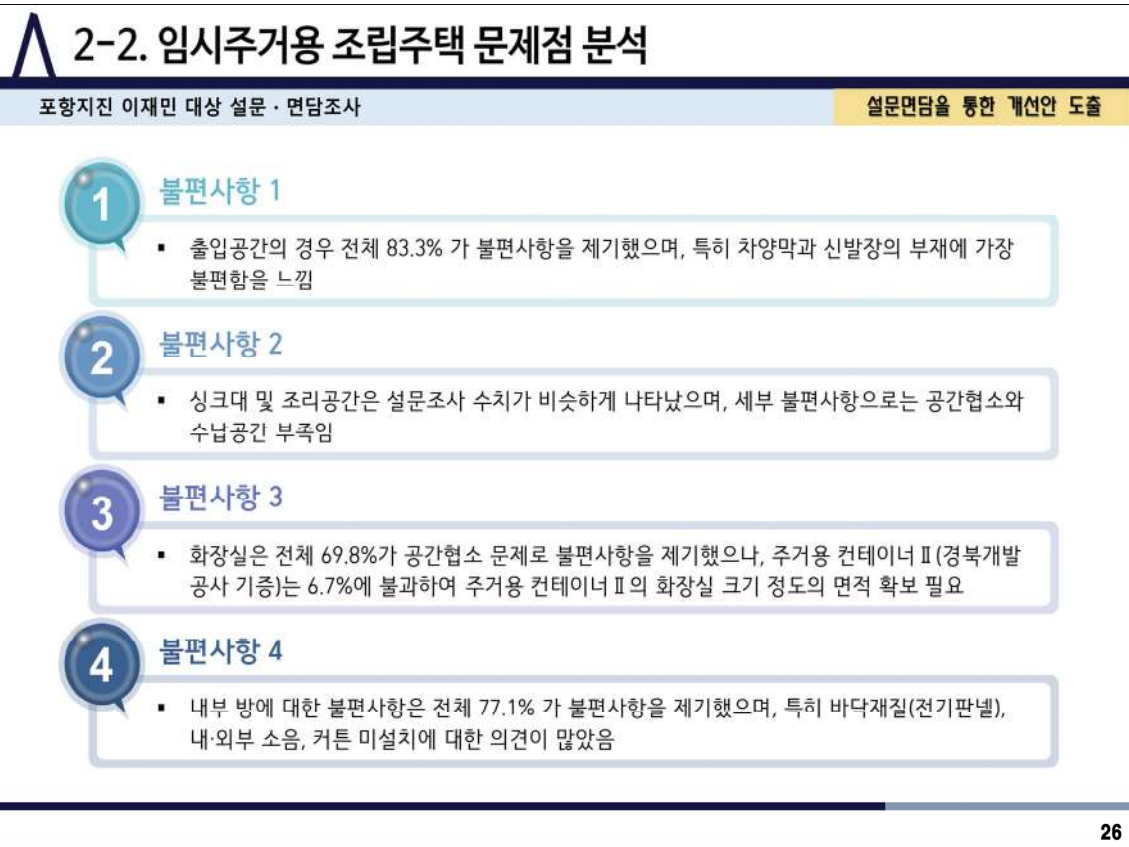 2-2. 임시주거용 조립주택 문제점 분석
포항지진 이재민 대상 설문 · 면담조사
설문면담을 통한 개선안 도출
1
불편사항 1
▪ 출입공간의 경우 전체 83.3% 가 불편사항을 제기했으며, 특히 차양막과 신발장의 부재에 가장
불편함을 느낌
2
불편사항 2
▪ 싱크대 및 조리공간은 설문조사 수치가 비슷하게 나타났으며, 세부 불편사항으로는 공간협소와
수납공간 부족임
3
불편사항 3
▪ 화장실은 전체 69.8%가 공간협소 문제로 불편사항을 제기했으나, 주거용 컨테이너Ⅱ(경북개발
공사 기증)는 6.7%에 불과하여 주거용 컨테이너Ⅱ의 화장실 크기 정도의 면적 확보 필요
4
불편사항 4
▪ 내부 방에 대한 불편사항은 전체 77.1% 가 불편사항을 제기했으며, 특히 바닥재질(전기판넬),
내·외부 소음, 커튼 미설치에 대한 의견이 많았음
26